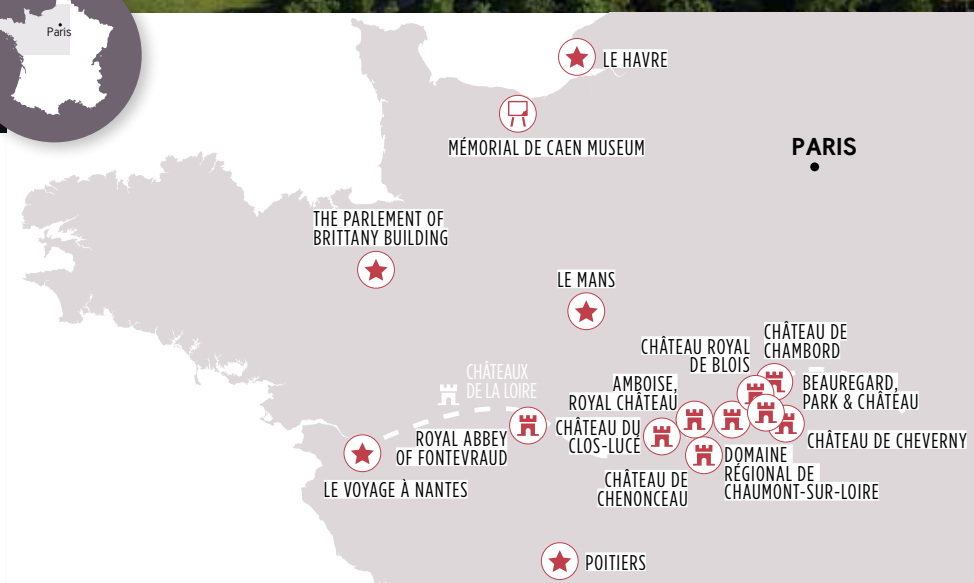 Paris
LE HAVRE
MÉMORIAL DE CAEN MUSEUM
PARIS
THE PARLEMENT OF
BRITTANY BUILDING
LE MANS
CHÂTEAU DE
CHAMBORD
CHÂTEAU ROYAL
DE BLOIS
CHÂTEAUX
DE LA LOIRE
AMBOISE,
ROYAL CHÂTEAU
BEAUREGARD,
PARK & CHÂTEAU
CHÂTEAU DU
CLOS-LUCÉ
ROYAL ABBEY
OF FONTEVRAUD
CHÂTEAU DE CHEVERNY
DOMAINE
RÉGIONAL DE
CHAUMONT-SUR-LOIRE
CHÂTEAU DE
CHENONCEAU
LE VOYAGE À NANTES
POITIERS